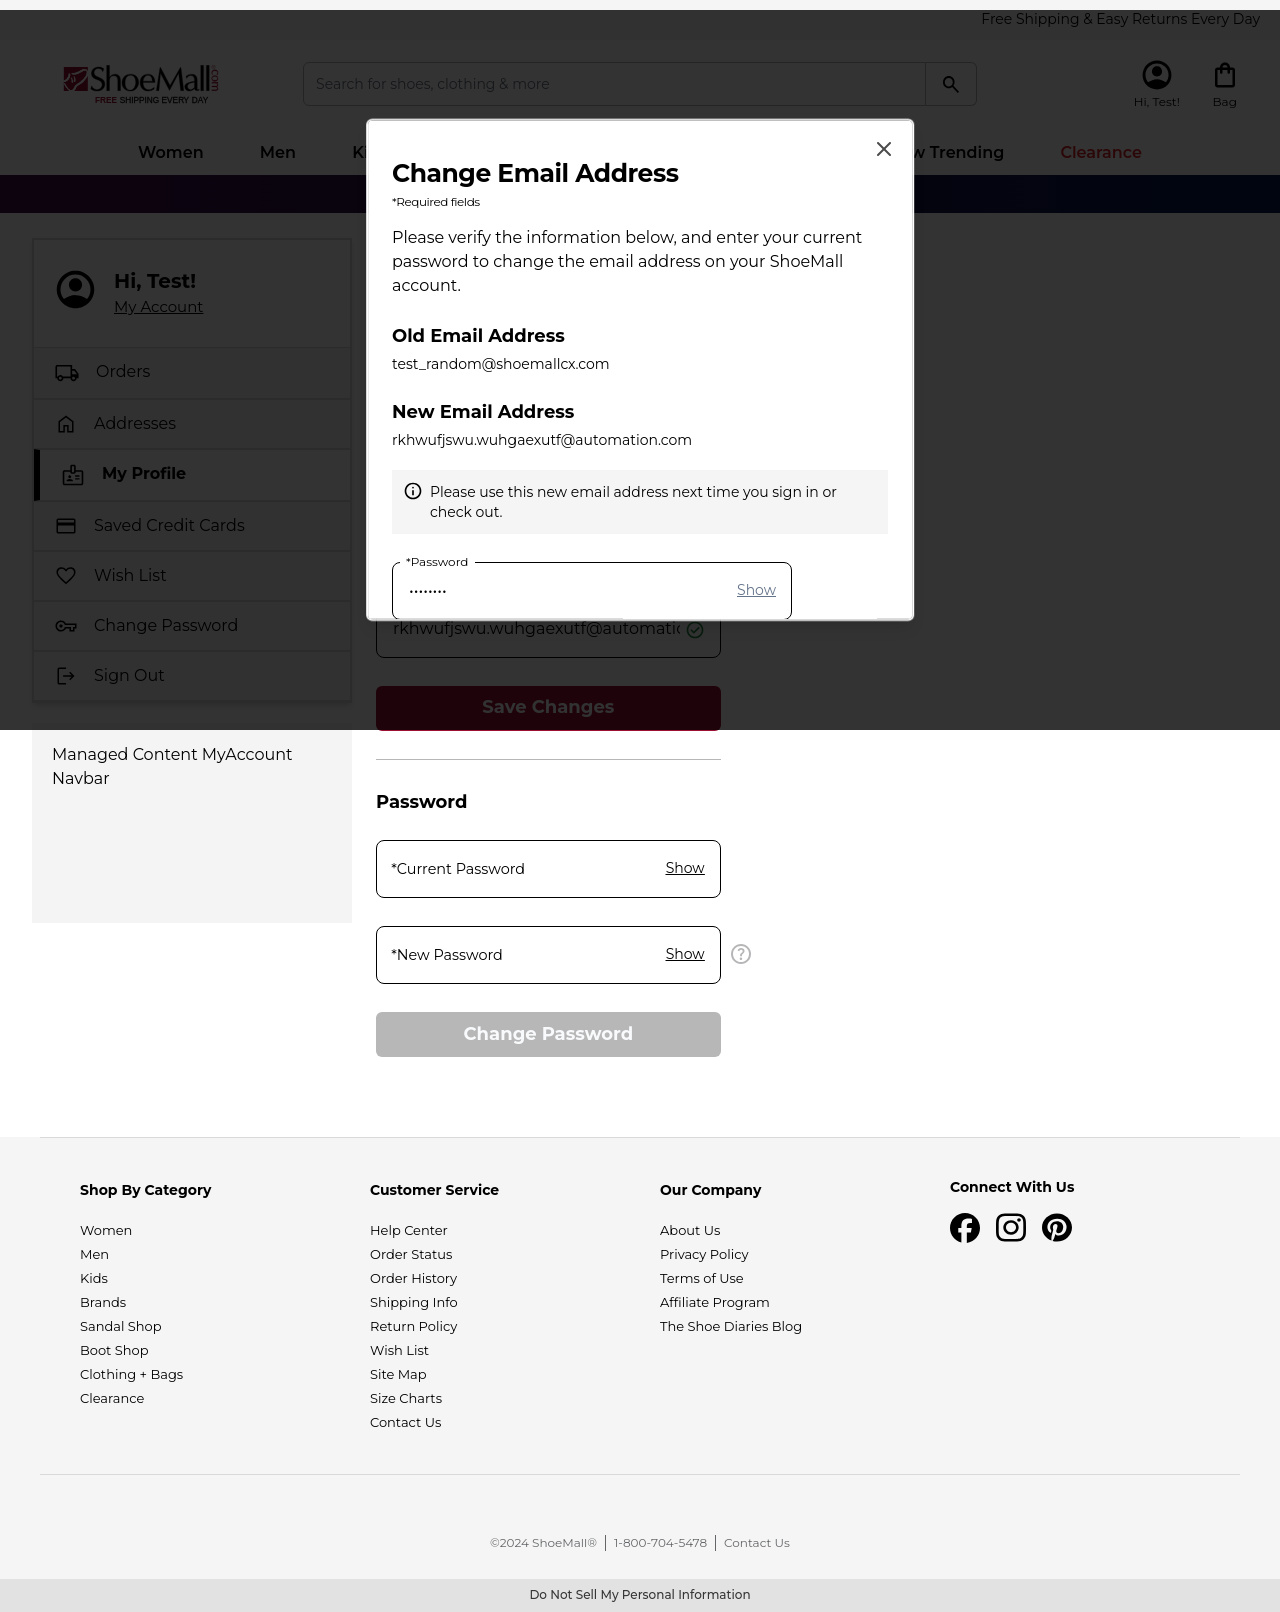 Free Shipping & Easy Returns Every Day
ShoeMall.com
FREE SHIPPING EVERY DAY
Search for shoes, clothing & more
Hi, Test!
Bag
Women
Men
Trending
Clearance
Change Email Address
*Required fields
Please verify the information below, and enter your current
password to change the email address on your ShoeMall
account.
Old Email Address
test_random@shoemallcx.com
New Email Address
rkhwufjswu.wuhgaexutf@automation.com
Please use this new email address next time you sign in or
check out.
*Password
••••••••
Show
Hi, Test!
My Account
Orders
Addresses
My Profile
Saved Credit Cards
Wish List
Change Password
Sign Out
Managed Content MyAccount
Navbar
rkhwufjswu.wuhgaexutf@automatic
Save Changes
Password
*Current Password
Show
*New Password
Show
Change Password
Shop By Category
Women
Men
Kids
Brands
Sandal Shop
Boot Shop
Clothing + Bags
Clearance
Customer Service
Help Center
Order Status
Order History
Shipping Info
Return Policy
Wish List
Site Map
Size Charts
Contact Us
Our Company
About Us
Privacy Policy
Terms of Use
Affiliate Program
The Shoe Diaries Blog
Connect With Us
©2024 ShoeMall®
1-800-704-5478
Contact Us
Do Not Sell My Personal Information